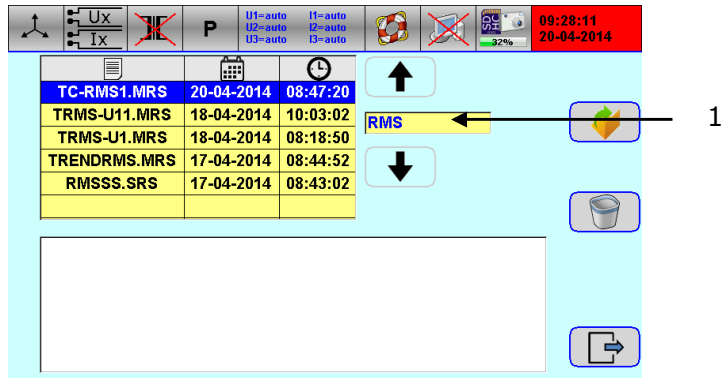 Ux
Ix
P
U1=auto I1=auto
U2=auto I2=auto
U3=auto I3=auto
SD
HC
32%
09:28:11
20-04-2014
TC-RMS1.MRS 20-04-2014 08:47:20
TRMS-U11.MRS 18-04-2014 10:03:02
TRMS-U1.MRS 18-04-2014 08:18:50
TRENDRMS.MRS 17-04-2014 08:44:52
RMSSS.SRS 17-04-2014 08:43:02
RMS
1